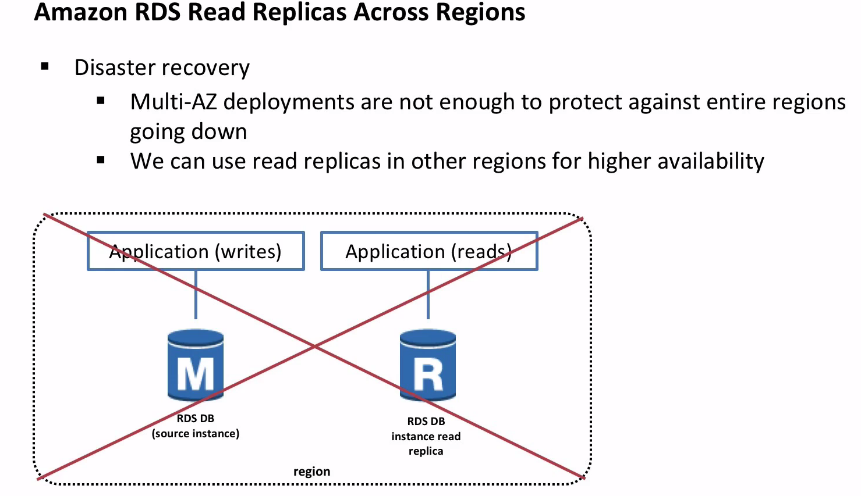 Amazon RDS Read Replicas Across Regions
▪ Disaster recovery
▪ Multi-AZ deployments are not enough to protect against entire regions
going down
▪ We can use read replicas in other regions for higher availability
Application (writes)
Application (reads)
M
R
RDS DB
(source instance)
RDS DB
instance read
replica
region